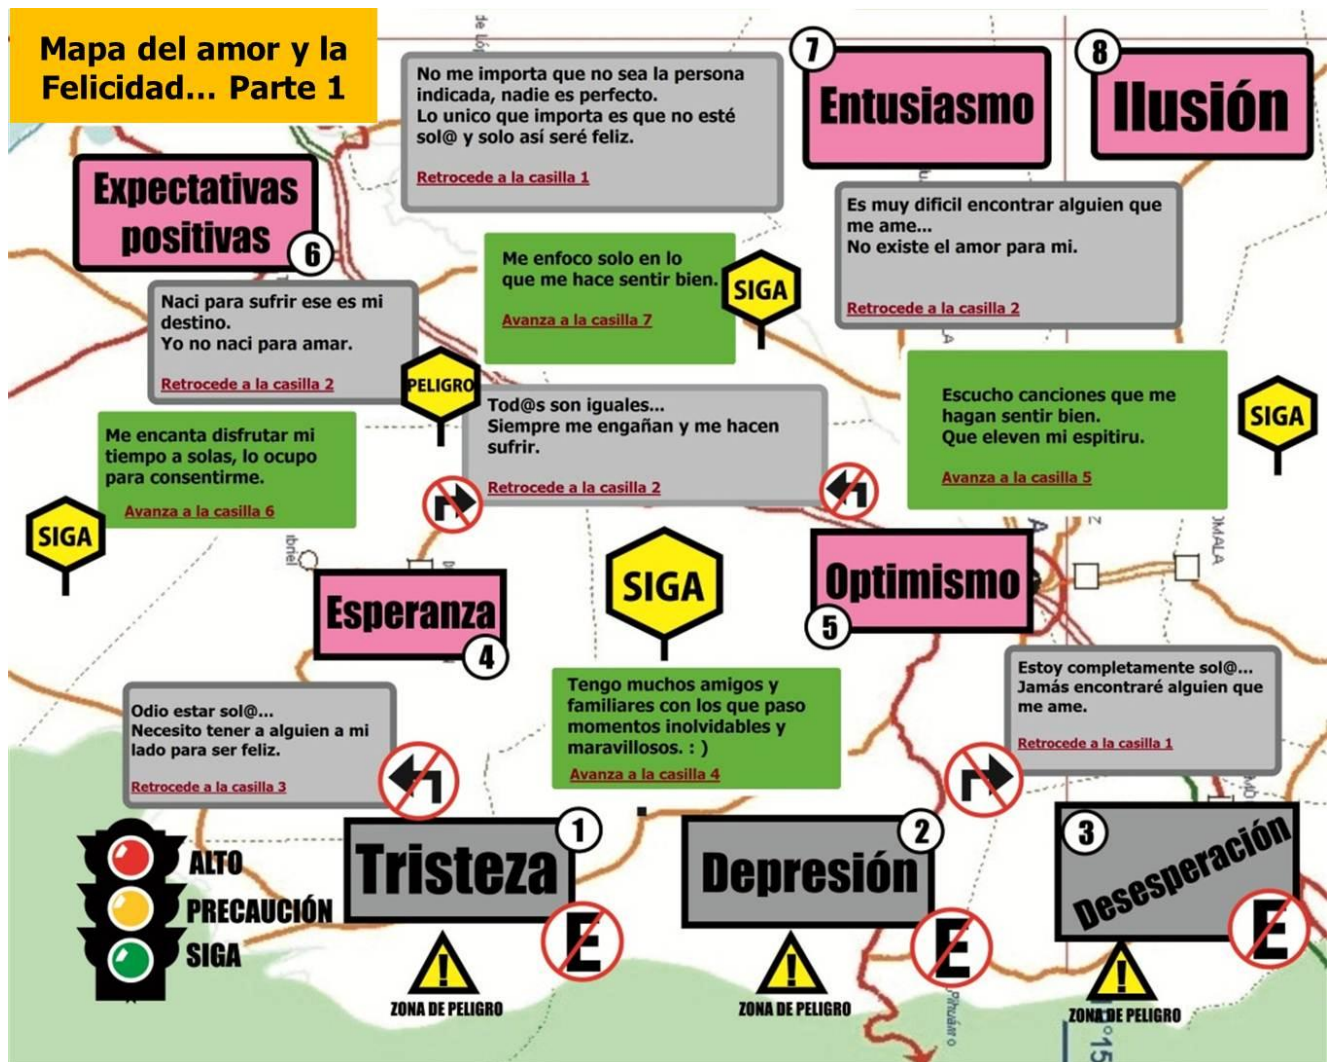 Mapa del amor y la
Felicidad... Parte 1
de Ló
No me importa que no sea la persona
indicada, nadie es perfecto.
Lo unico que importa es que no esté
sol@ y solo así seré feliz.
Retrocede a la casilla 1
7
Entusiasmo
8
Ilusión
Expectativas
positivas
6
Es muy dificil encontrar alguien que
me ame...
No existe el amor para mi.
Retrocede a la casilla 2
Me enfoco solo en lo
que me hace sentir bien.
Avanza a la casilla 7
SIGA
Naci para sufrir ese es mi
destino.
Yo no naci para amar.
Retrocede a la casilla 2
PELIGRO
Tod@s son iguales...
Siempre me engañan y me hacen
sufrir.
Retrocede a la casilla 2
Escucho canciones que me
hagan sentir bien.
Que eleven mi espitiru.
Avanza a la casilla 5
SIGA
Me encanta disfrutar mi
tiempo a solas, lo ocupo
para consentirme.
Avanza a la casilla 6
SIGA
briel
OMALA
SIGA
Esperanza
4
Optimismo
5
Odio estar sol@...
Necesito tener a alguien a mi
lado para ser feliz.
Retrocede a la casilla 3
Tengo muchos amigos y
familiares con los que paso
momentos inolvidables y
maravillosos. : )
Avanza a la casilla 4
Estoy completamente sol@...
Jamás encontraré alguien que
me ame.
Retrocede a la casilla 1
ALTO
PRECAUCIÓN
SIGA
1
Tristeza
E
2
Depresión
E
3
Desesperación
E
ZONA DE PELIGRO
ZONA DE PELIGRO
ZONA DE PELIGRO
Pihuamo
°15